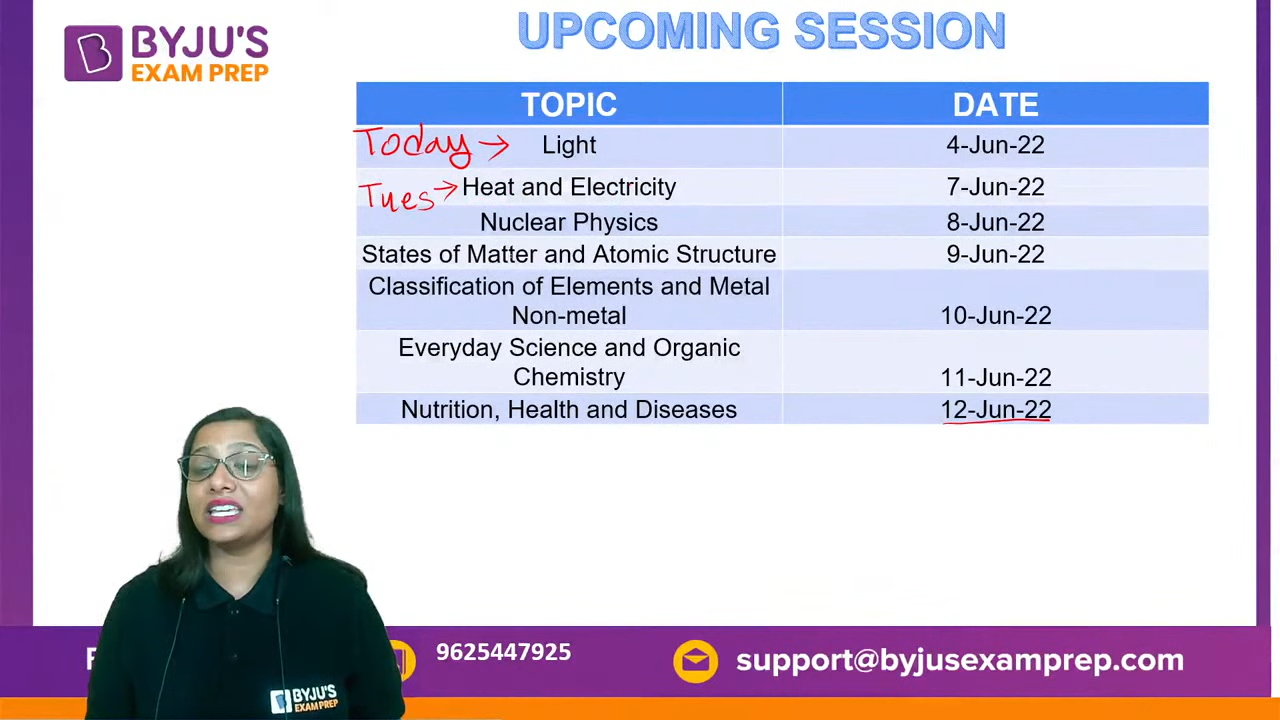 BYJU'S
EXAM PREP
UPCOMING SESSION
TOPIC DATE
Today → Light 4-Jun-22
Tues → Heat and Electricity 7-Jun-22
Nuclear Physics 8-Jun-22
States of Matter and Atomic Structure 9-Jun-22
Classification of Elements and Metal
Non-metal 10-Jun-22
Everyday Science and Organic
Chemistry 11-Jun-22
Nutrition, Health and Diseases 12-Jun-22
9625447925 support@byjusexamprep.com
BYJU'S
EXAM PREP